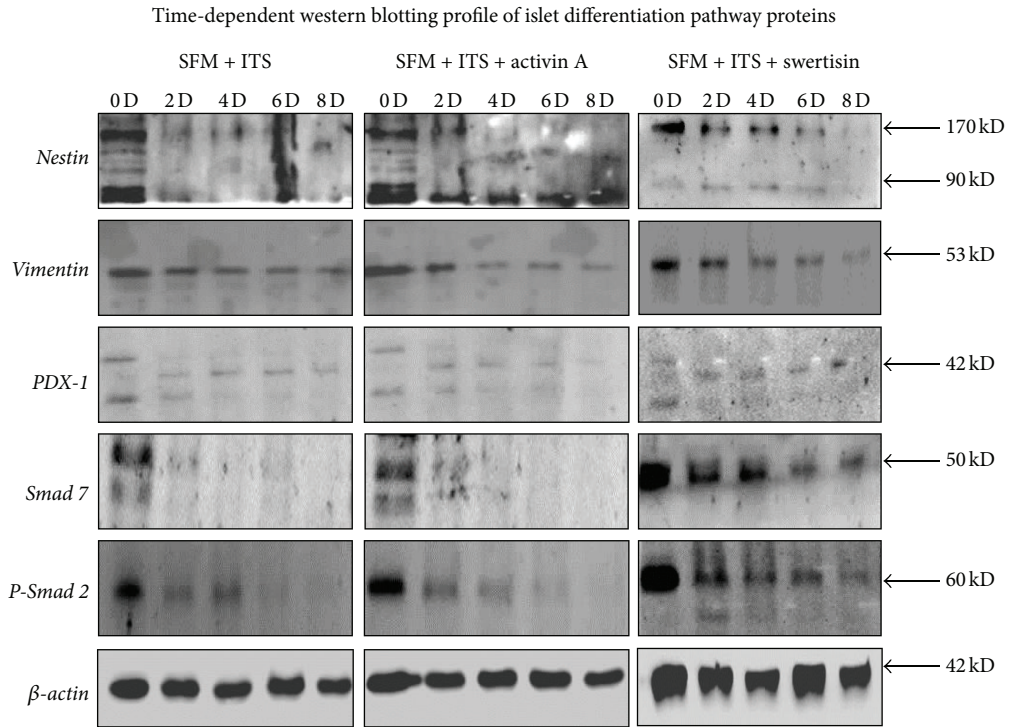 Time-dependent western blotting profile of islet differentiation pathway proteins
SFM + ITS
SFM + ITS + activin A
SFM + ITS + swertisin
0 D 2 D 4 D 6 D 8 D
0 D 2 D 4 D 6 D 8 D
0 D 2 D 4 D 6 D 8 D
Nestin
170 kD
90 kD
Vimentin
53 kD
PDX-1
42 kD
Smad 7
50 kD
P-Smad 2
60 kD
β-actin
42 kD